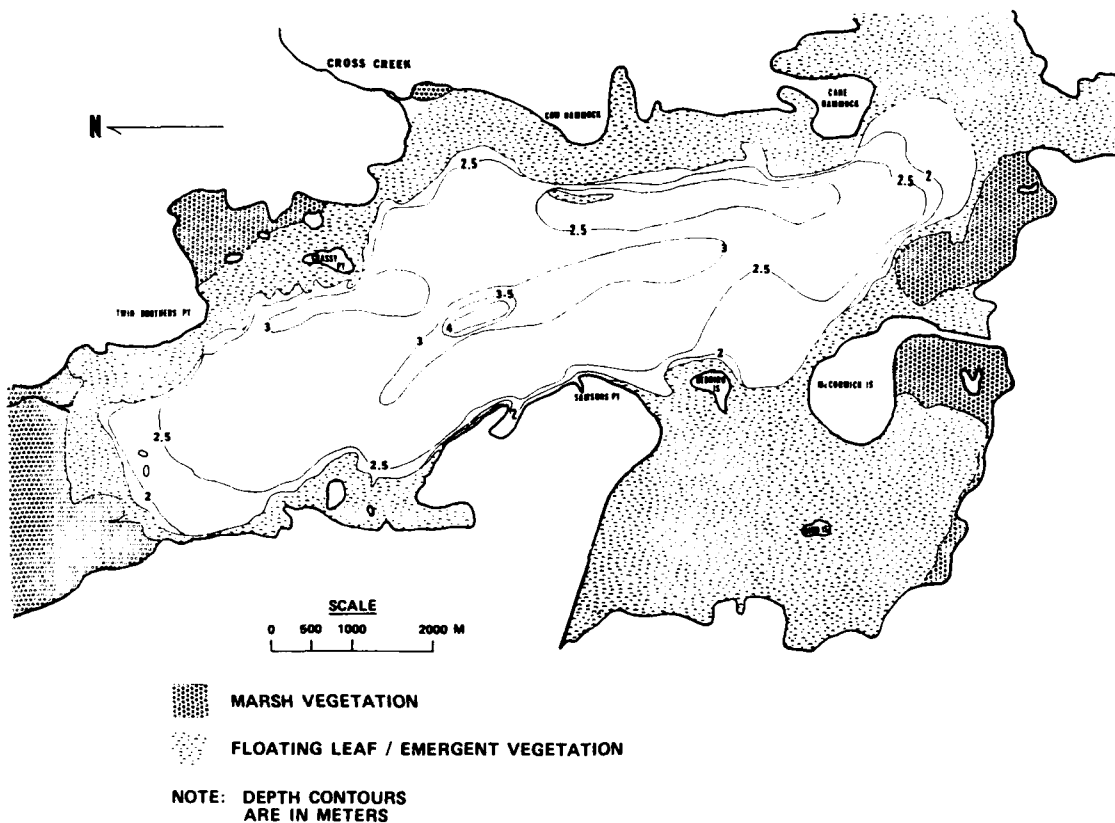 CROSS CREEK
CANE HAMMOCK
COW HAMMOCK
N
2.5
2
2.5
2.5
3
2.5
GRASSY PT
3.5
4
TWIN BROTHERS PT
3
3
2
McCORMICK IS
SAMSONS PT
2.5
2.5
2
SCALE
0 500 1000 2000 M
MARSH VEGETATION
FLOATING LEAF / EMERGENT VEGETATION
NOTE: DEPTH CONTOURS
ARE IN METERS